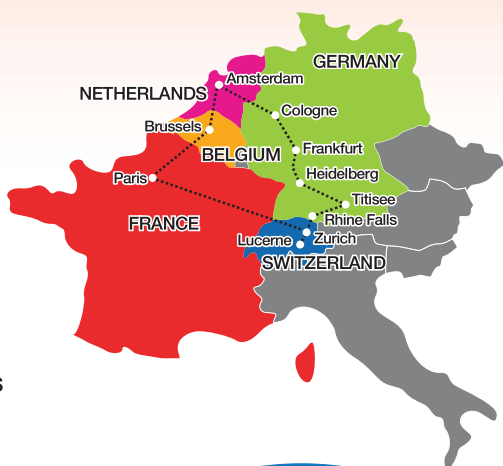 GERMANY
Amsterdam
NETHERLANDS
Cologne
Brussels
Frankfurt
BELGIUM
Heidelberg
Paris
Titisee
Rhine Falls
FRANCE
Zurich
Lucerne
SWITZERLAND
s